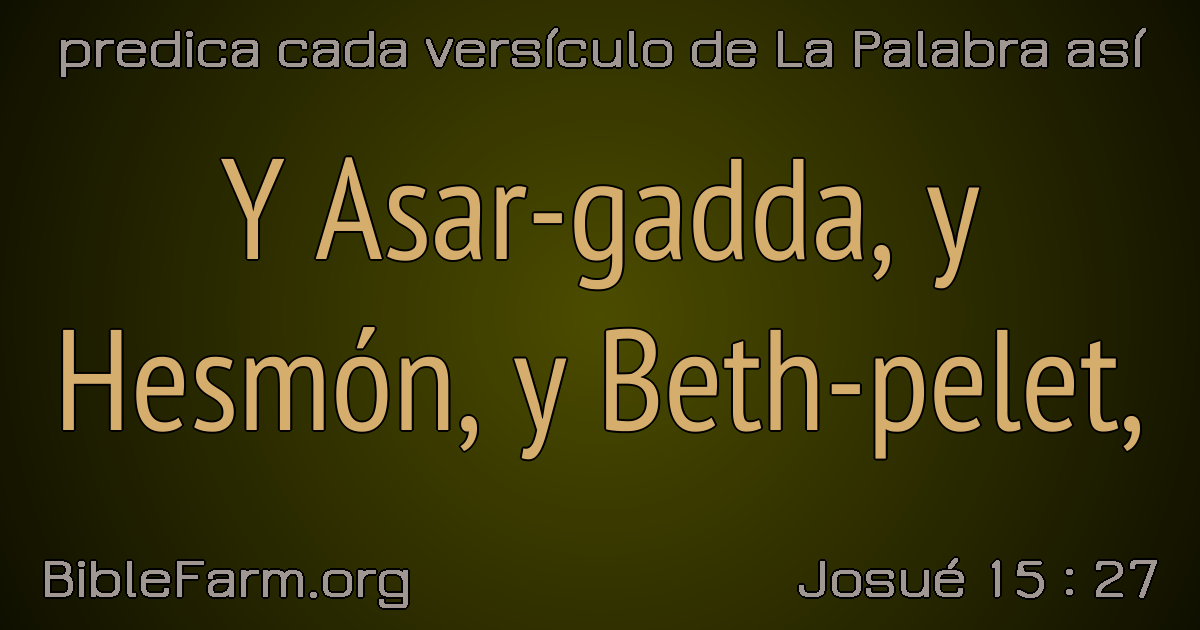 predica cada versículo de La Palabra así
Y Asar-gadda, y
Hesmón, y Beth-pelet,
BibleFarm.org
Josué 15 : 27